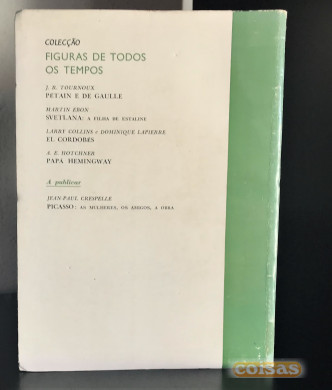 COLECÇÃO
FIGURAS DE TODOS
OS TEMPOS
J. R. TOURNOUX
PETAIN E DE GAULLE
MARTIN EBON
SVETLANA: A FILHA DE ESTALINE
LARRY COLLINS e DOMINIQUE LAPIERRE
EL CORDOBÉS
A. E. HOTCHNER
PAPÁ HEMINGWAY
A publicar
JEAN-PAUL CRESPELLE
PICASSO: AS MULHERES, OS AMIGOS, A OBRA
coisas